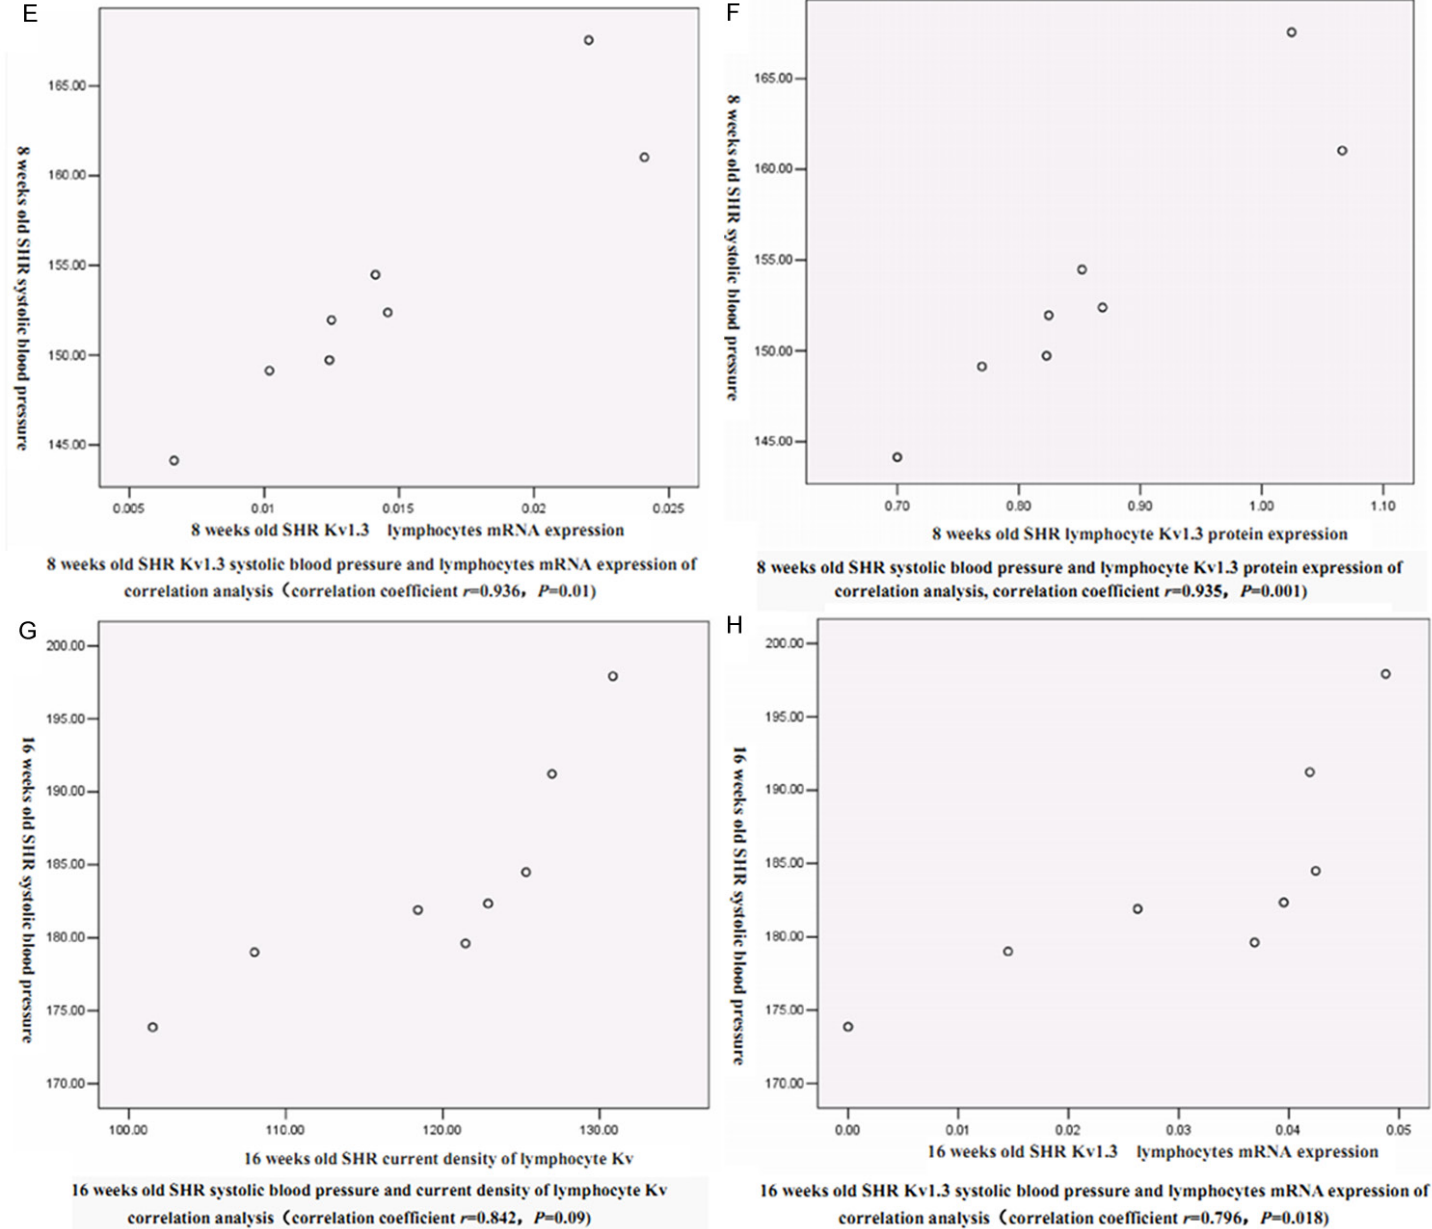 E
165.00
160.00
155.00
150.00
145.00
8 weeks old SHR systolic blood pressure
0.005 0.01 0.015 0.02 0.025
8 weeks old SHR Kv1.3 lymphocytes mRNA expression
8 weeks old SHR Kv1.3 systolic blood pressure and lymphocytes mRNA expression of
correlation analysis（correlation coefficient r=0.936，P=0.01)
F
165.00
160.00
155.00
150.00
145.00
8 weeks old SHR systolic blood pressure
0.70 0.80 0.90 1.00 1.10
8 weeks old SHR lymphocyte Kv1.3 protein expression
8 weeks old SHR systolic blood pressure and lymphocyte Kv1.3 protein expression of
correlation analysis, correlation coefficient r=0.935，P=0.001)
G
200.00
195.00
190.00
185.00
180.00
175.00
170.00
16 weeks old SHR systolic blood pressure
100.00 110.00 120.00 130.00
16 weeks old SHR current density of lymphocyte Kv
16 weeks old SHR systolic blood pressure and current density of lymphocyte Kv
correlation analysis（correlation coefficient r=0.842，P=0.09)
H
200.00
195.00
190.00
185.00
180.00
175.00
170.00
16 weeks old SHR systolic blood pressure
0.00 0.01 0.02 0.03 0.04 0.05
16 weeks old SHR Kv1.3 lymphocytes mRNA expression
16 weeks old SHR Kv1.3 systolic blood pressure and lymphocytes mRNA expression of
correlation analysis（correlation coefficient r=0.796，P=0.018)